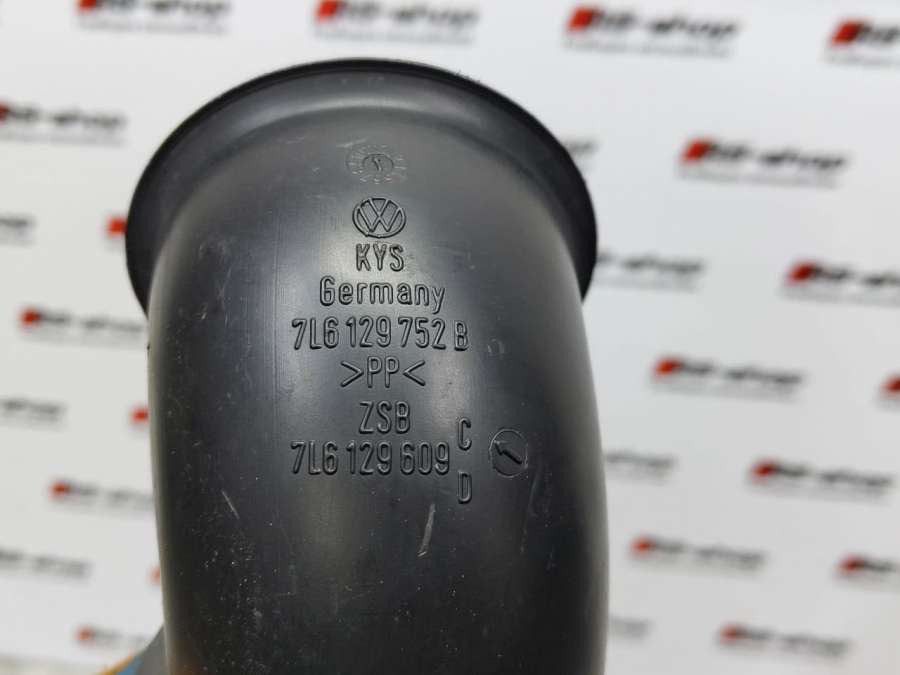 KYS
Germany
7L6 129 752 B
>PP<
ZSB
7L6 129 609 C
D